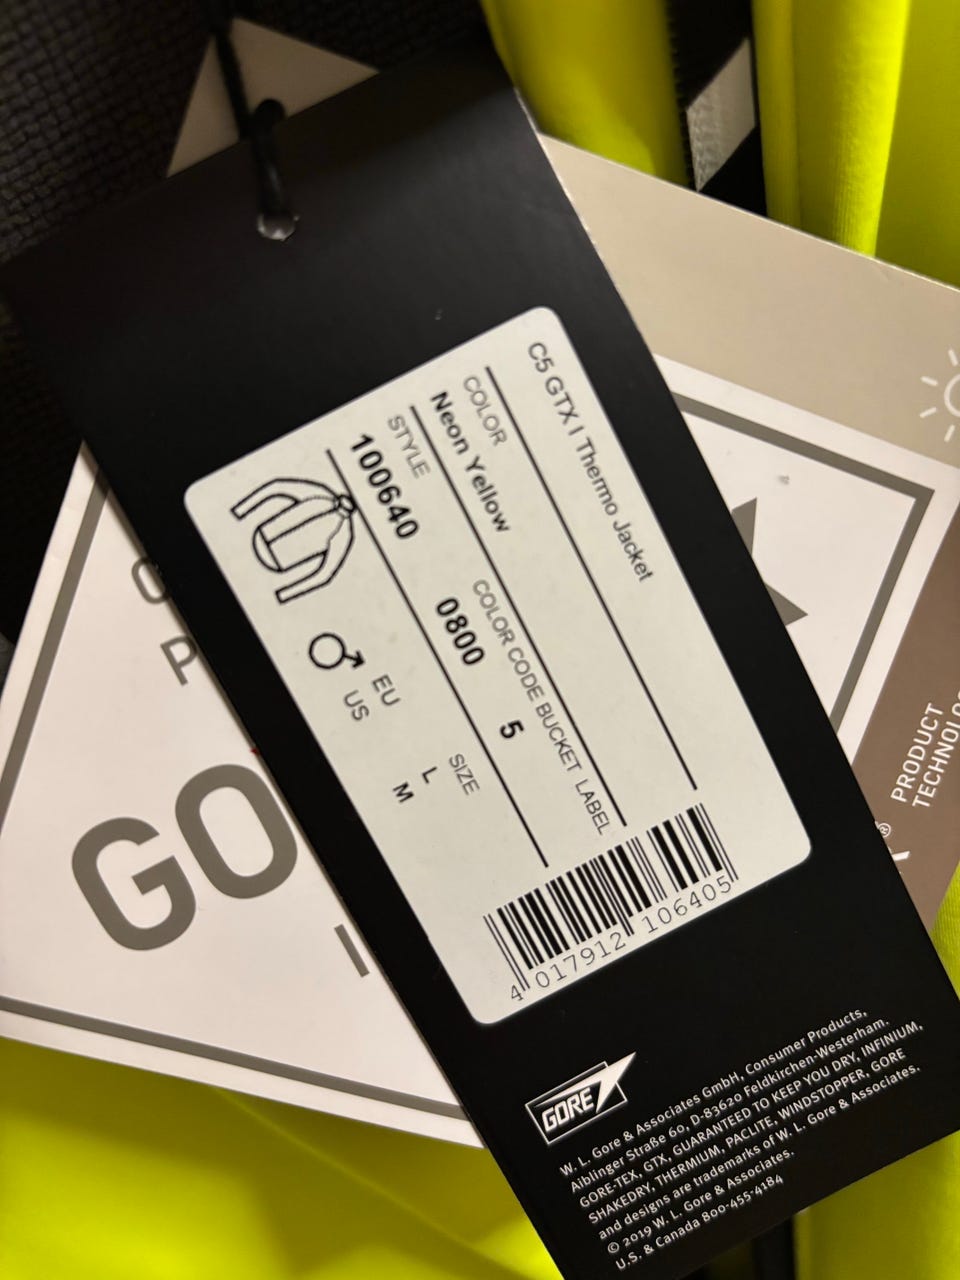 C5 GTX I Thermo Jacket
COLOR
Neon Yellow
COLOR CODE BUCKET LABEL
0800
5
STYLE
100640
SIZE
EU L
US M
4 017912 106405
GORE
W. L. Gore & Associates GmbH, Consumer Products,
Aiblinger Straße 60, D-83620 Feldkirchen-Westerham.
GORE-TEX, GTX, GUARANTEED TO KEEP YOU DRY, INFINIUM,
SHAKEDRY, THERMIUM, PACLITE, WINDSTOPPER, GORE
and designs are trademarks of W. L. Gore & Associates.
© 2019 W. L. Gore & Associates.
U.S. & Canada 800-455-4184
GO
PRODUCT